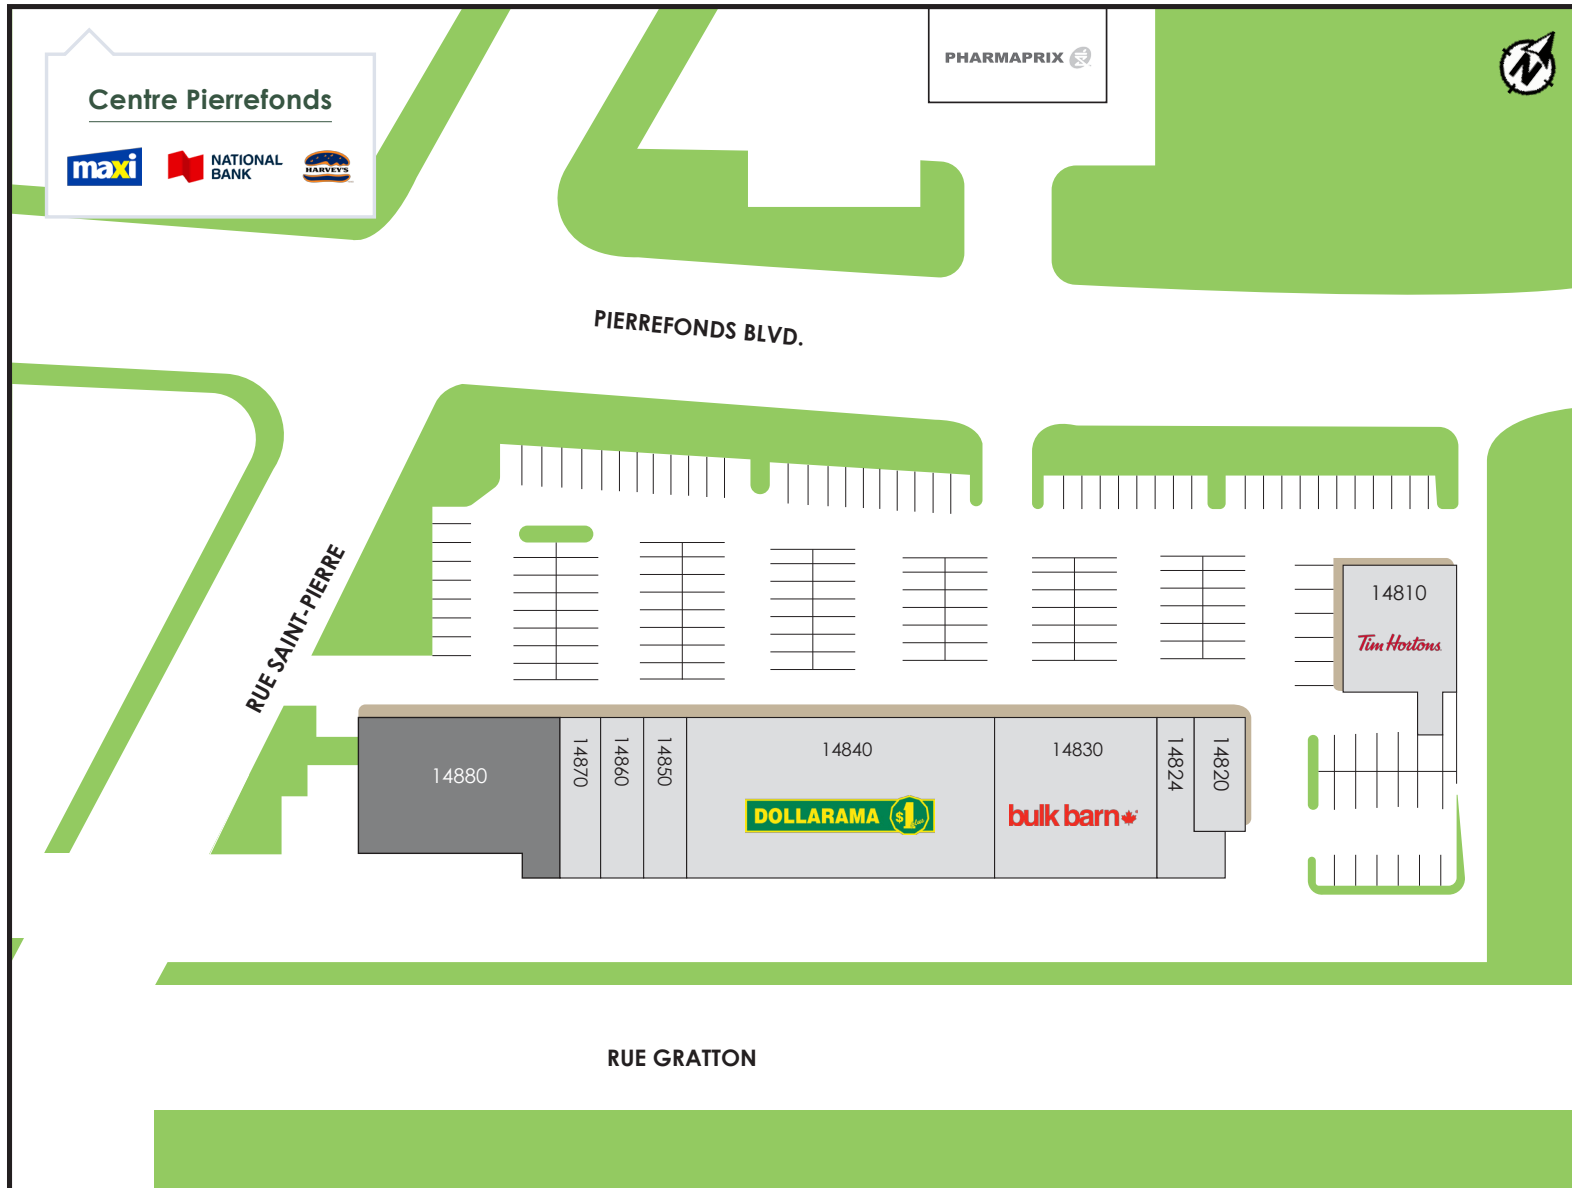 Centre Pierrefonds
maxi
NATIONAL
BANK
HARVEY'S
PHARMAPRIX
N
PIERREFONDS BLVD.
RUE SAINT-PIERRE
14810
Tim Hortons
14880
14870
14860
14850
14840
DOLLARAMA $1
14830
bulk barn
14824
14820
RUE GRATTON